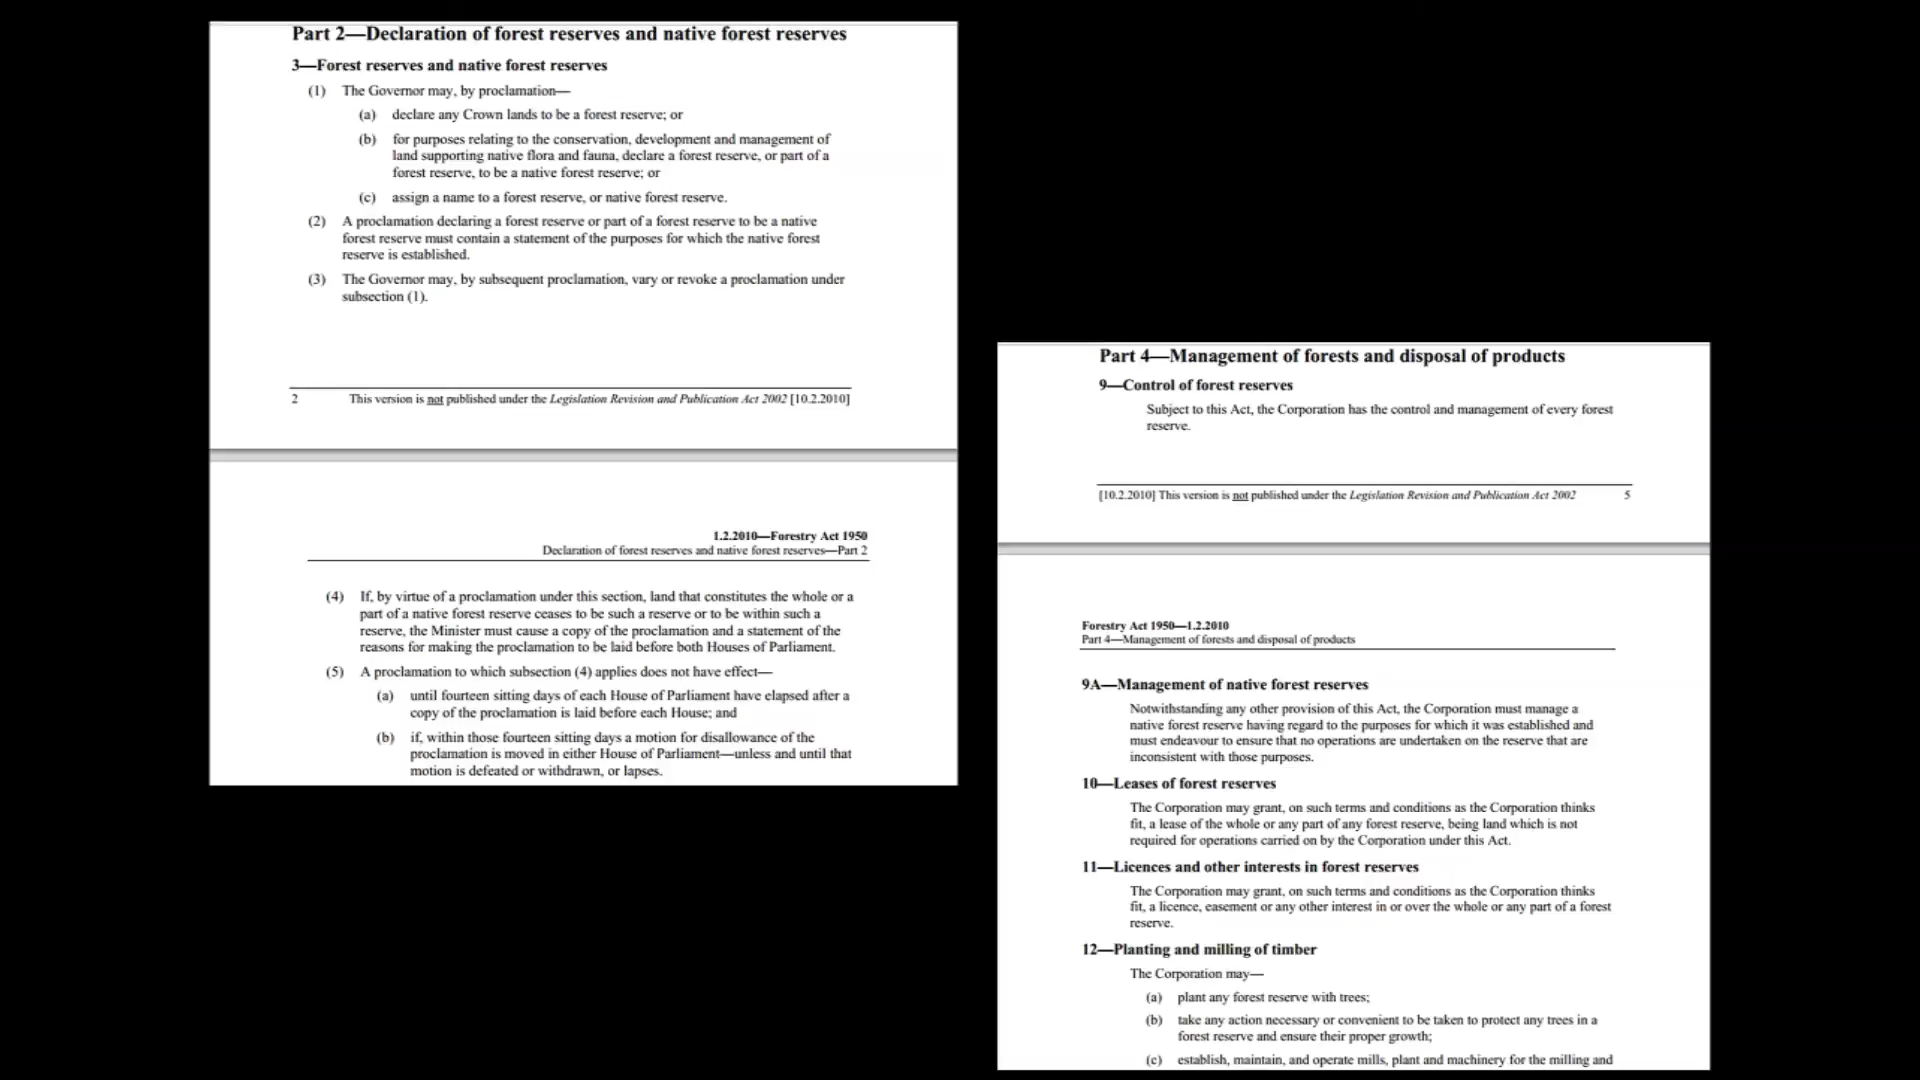 Part 2—Declaration of forest reserves and native forest reserves
3—Forest reserves and native forest reserves
(1) The Governor may, by proclamation—
(a) declare any Crown lands to be a forest reserve; or
(b) for purposes relating to the conservation, development and management of
land supporting native flora and fauna, declare a forest reserve, or part of a
forest reserve, to be a native forest reserve; or
(c) assign a name to a forest reserve, or native forest reserve.
(2) A proclamation declaring a forest reserve or part of a forest reserve to be a native
forest reserve must contain a statement of the purposes for which the native forest
reserve is established.
(3) The Governor may, by subsequent proclamation, vary or revoke a proclamation under
subsection (1).
2 This version is not published under the Legislation Revision and Publication Act 2002 [10.2.2010]
1.2.2010—Forestry Act 1950
Declaration of forest reserves and native forest reserves—Part 2
(4) If, by virtue of a proclamation under this section, land that constitutes the whole or a
part of a native forest reserve ceases to be such a reserve or to be within such a
reserve, the Minister must cause a copy of the proclamation and a statement of the
reasons for making the proclamation to be laid before both Houses of Parliament.
(5) A proclamation to which subsection (4) applies does not have effect—
(a) until fourteen sitting days of each House of Parliament have elapsed after a
copy of the proclamation is laid before each House; and
(b) if, within those fourteen sitting days a motion for disallowance of the
proclamation is moved in either House of Parliament—unless and until that
motion is defeated or withdrawn, or lapses.
Part 4—Management of forests and disposal of products
9—Control of forest reserves
Subject to this Act, the Corporation has the control and management of every forest
reserve.
[10.2.2010] This version is not published under the Legislation Revision and Publication Act 2002 5
Forestry Act 1950—1.2.2010
Part 4—Management of forests and disposal of products
9A—Management of native forest reserves
Notwithstanding any other provision of this Act, the Corporation must manage a
native forest reserve having regard to the purposes for which it was established and
must endeavour to ensure that no operations are undertaken on the reserve that are
inconsistent with those purposes.
10—Leases of forest reserves
The Corporation may grant, on such terms and conditions as the Corporation thinks
fit, a lease of the whole or any part of any forest reserve, being land which is not
required for operations carried on by the Corporation under this Act.
11—Licences and other interests in forest reserves
The Corporation may grant, on such terms and conditions as the Corporation thinks
fit, a licence, easement or any other interest in or over the whole or any part of a forest
reserve.
12—Planting and milling of timber
The Corporation may—
(a) plant any forest reserve with trees;
(b) take any action necessary or convenient to be taken to protect any trees in a
forest reserve and ensure their proper growth;
(c) establish, maintain, and operate mills, plant and machinery for the milling and